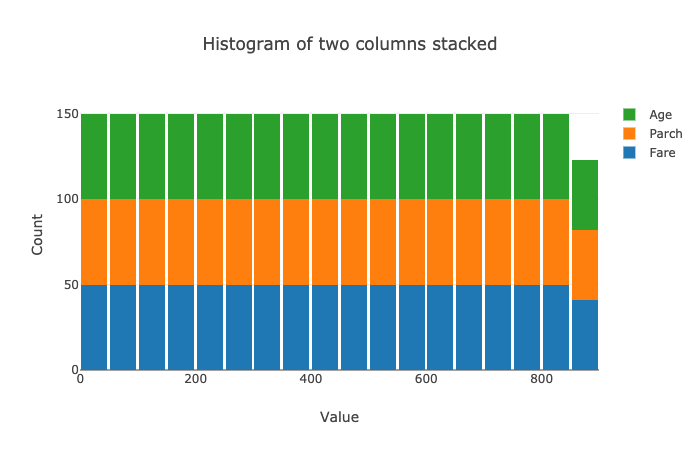 Histogram of two columns stacked
150
100
50
0
Count
0 200 400 600 800
Value
Age
Parch
Fare